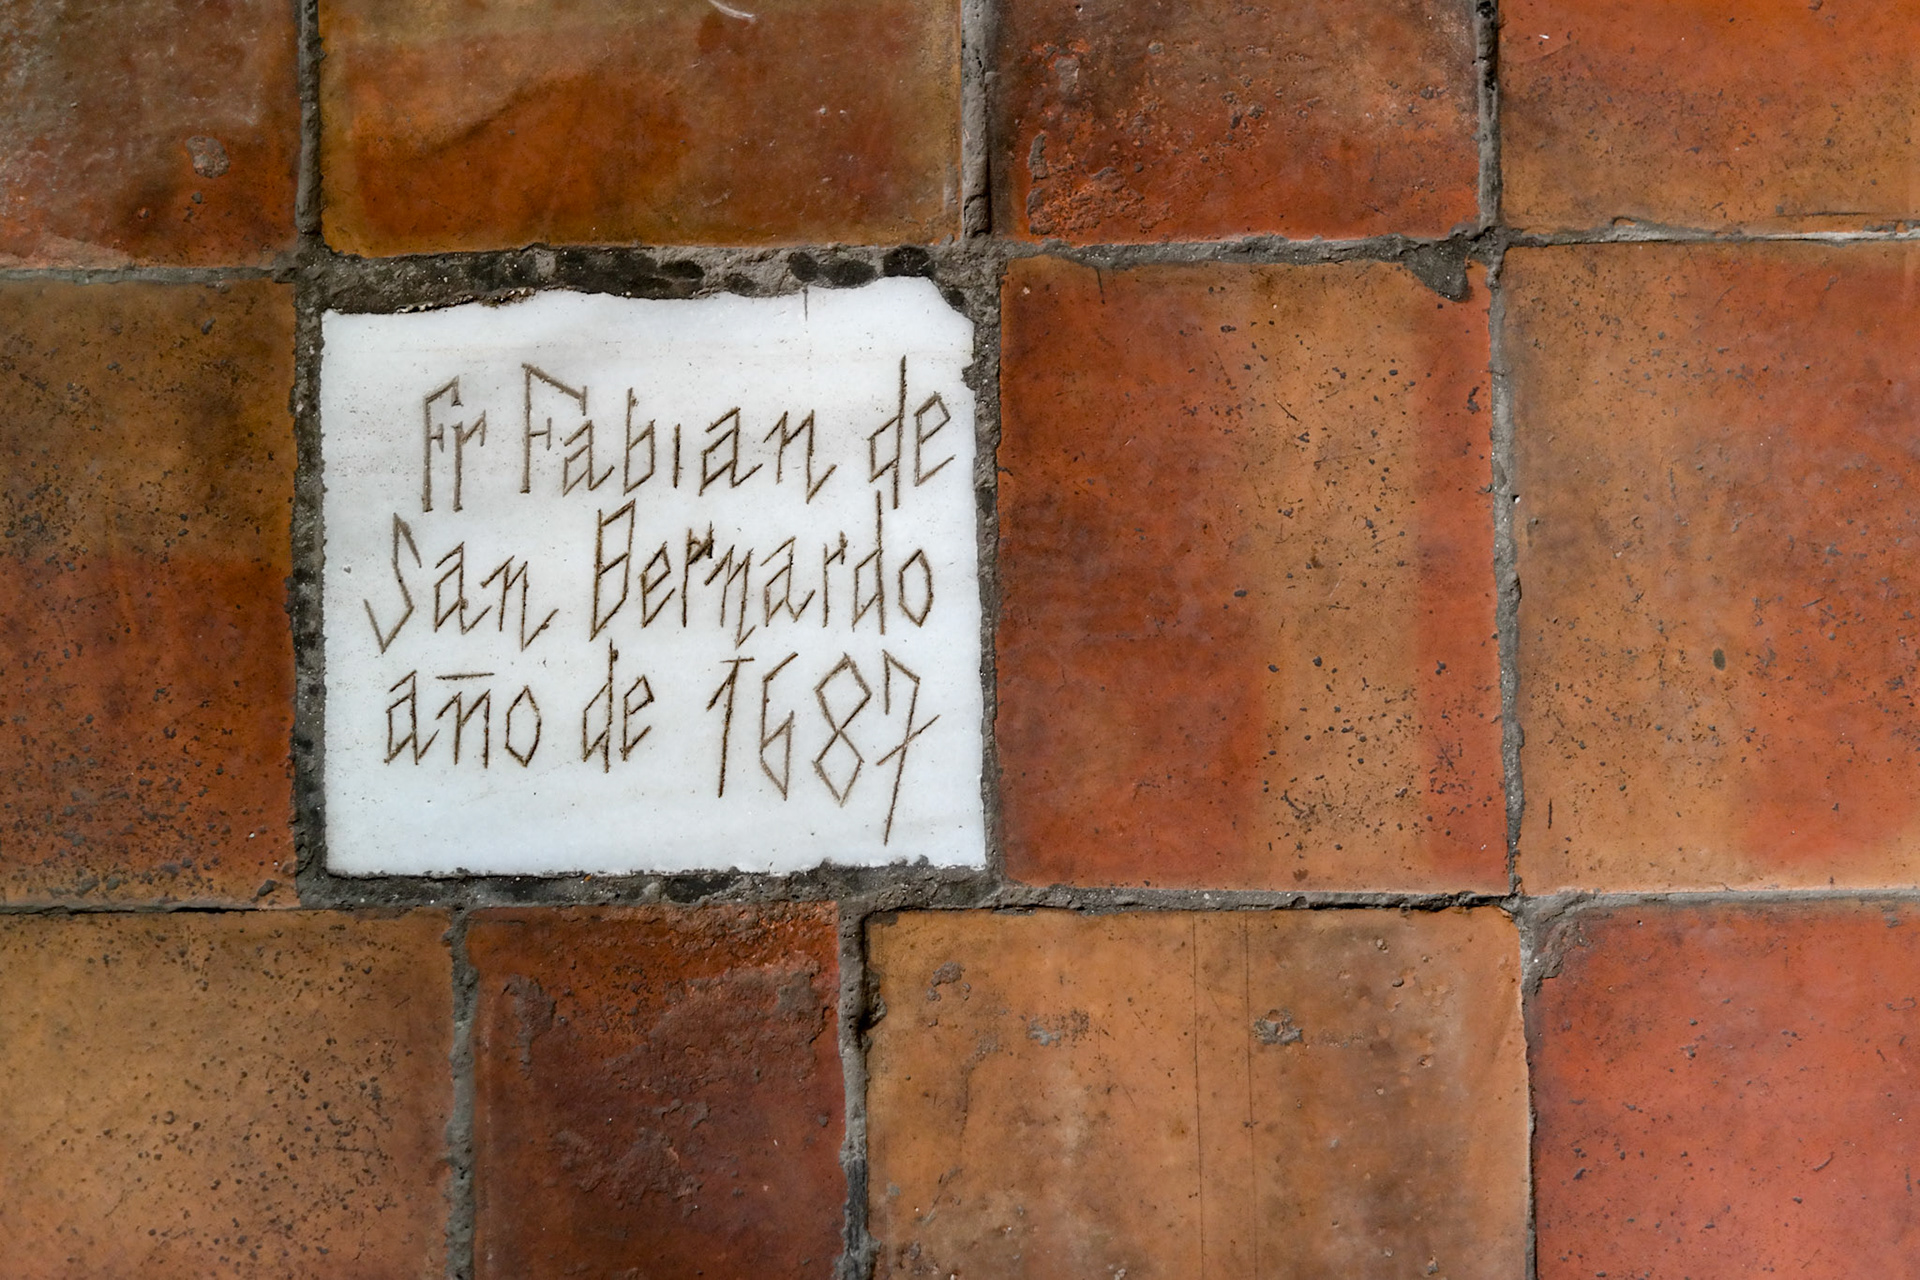 Fr Fabian de
San Bernardo
año de 1687